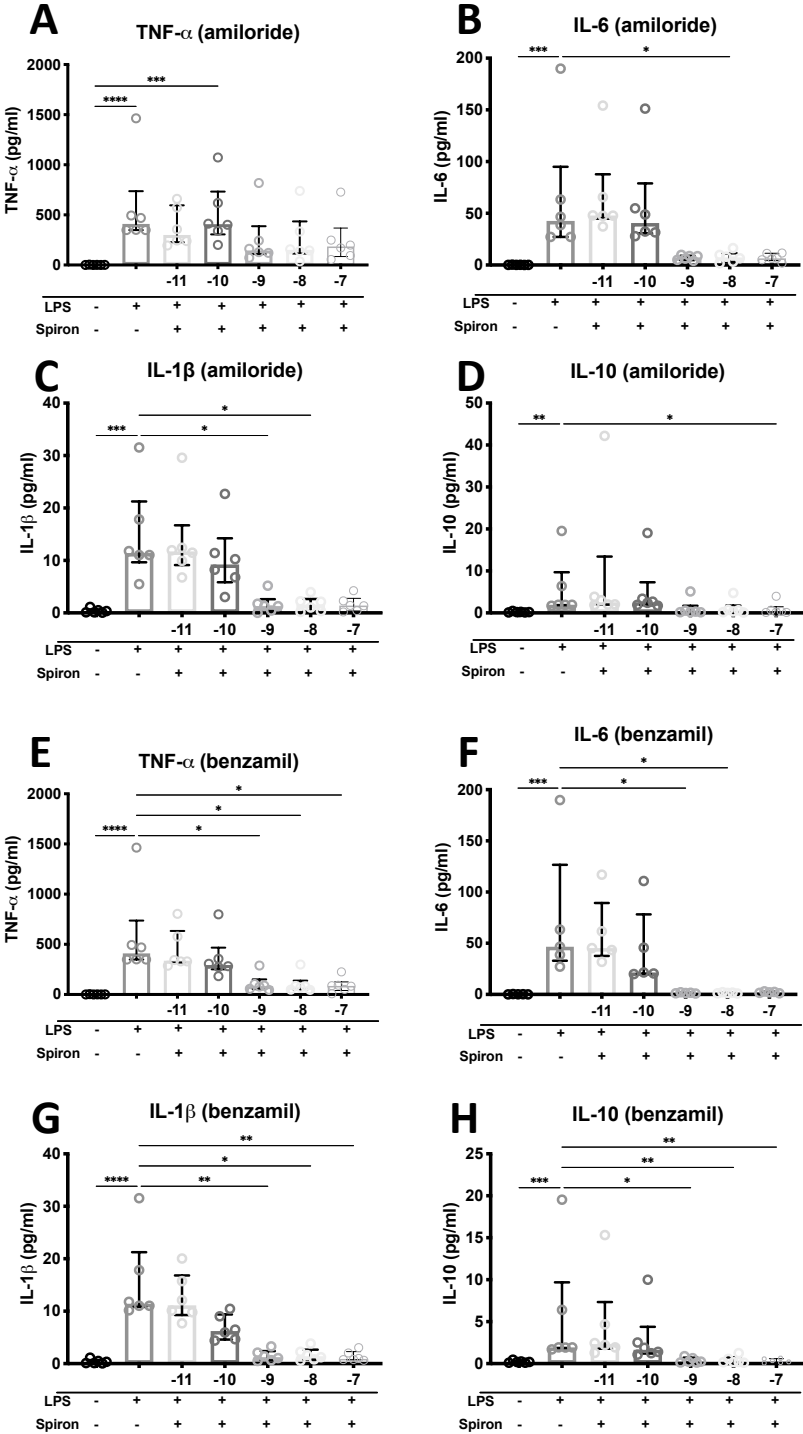 A
TNF-α (amiloride)
TNF-α (pg/ml)
2000
1500
1000
500
0
***
****
-11 -10 -9 -8 -7
LPS - + + + + + +
Spiron - - + + + + +
B
IL-6 (amiloride)
IL-6 (pg/ml)
200
150
100
50
0
*** *
-11 -10 -9 -8 -7
LPS - + + + + + +
Spiron - - + + + + +
C
IL-1β (amiloride)
IL-1β (pg/ml)
40
30
20
10
0
*
*** *
-11 -10 -9 -8 -7
LPS - + + + + + +
Spiron - - + + + + +
D
IL-10 (amiloride)
IL-10 (pg/ml)
50
40
30
20
10
0
** *
-11 -10 -9 -8 -7
LPS - + + + + + +
Spiron - - + + + + +
E
TNF-α (benzamil)
TNF-α (pg/ml)
2000
1500
1000
500
0
*
*
**** *
-11 -10 -9 -8 -7
LPS - + + + + + +
Spiron - - + + + + +
F
IL-6 (benzamil)
IL-6 (pg/ml)
200
150
100
50
0
*
*** *
-11 -10 -9 -8 -7
LPS - + + + + + +
Spiron - - + + + + +
G
IL-1β (benzamil)
IL-1β (pg/ml)
40
30
20
10
0
**
*
**** **
-11 -10 -9 -8 -7
LPS - + + + + + +
Spiron - - + + + + +
H
IL-10 (benzamil)
IL-10 (pg/ml)
25
20
15
10
5
0
**
**
*** *
-11 -10 -9 -8 -7
LPS - + + + + + +
Spiron - - + + + + +